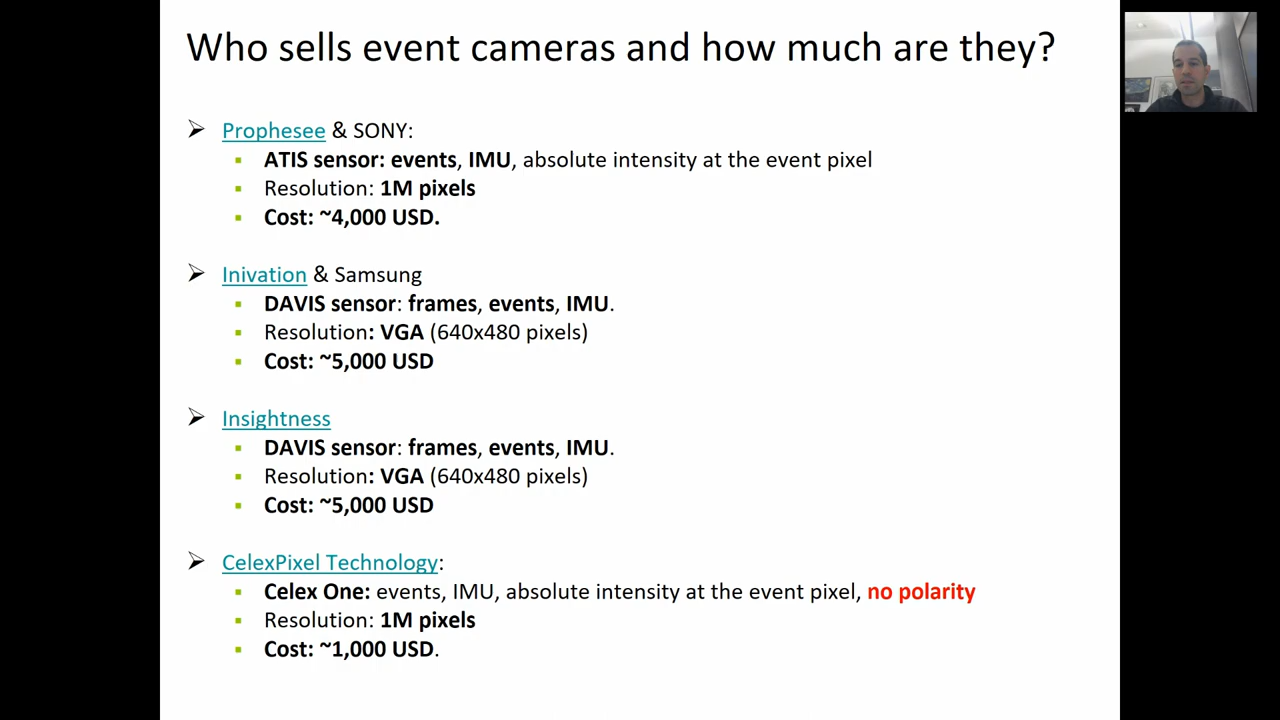 Who sells event cameras and how much are they?
Prophesee & SONY:
ATIS sensor: events, IMU, absolute intensity at the event pixel
Resolution: 1M pixels
Cost: ~4,000 USD.
Inivation & Samsung
DAVIS sensor: frames, events, IMU.
Resolution: VGA (640x480 pixels)
Cost: ~5,000 USD
Insightness
DAVIS sensor: frames, events, IMU.
Resolution: VGA (640x480 pixels)
Cost: ~5,000 USD
CelexPixel Technology:
Celex One: events, IMU, absolute intensity at the event pixel, no polarity
Resolution: 1M pixels
Cost: ~1,000 USD.